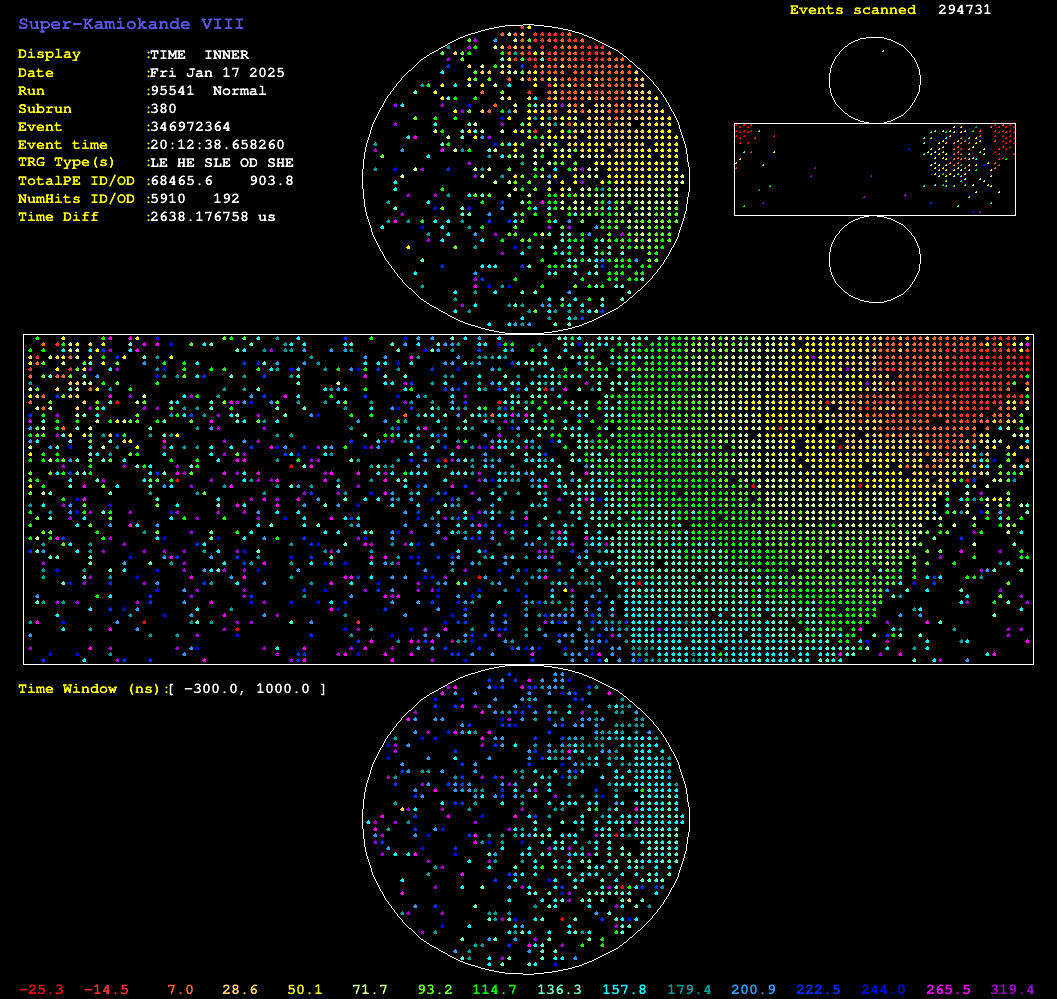 Super-Kamiokande VIII
Events scanned 294731
Display :TIME INNER
Date :Fri Jan 17 2025
Run :95541 Normal
Subrun :380
Event :346972364
Event time :20:12:38.658260
TRG Type(s) :LE HE SLE OD SHE
TotalPE ID/OD :68465.6 903.8
NumHits ID/OD :5910 192
Time Diff :2638.176758 us
Time Window (ns):[ -300.0, 1000.0 ]
-25.3 -14.5 7.0 28.6 50.1 71.7 93.2 114.7 136.3 157.8 179.4 200.9 222.5 244.0 265.5 319.4